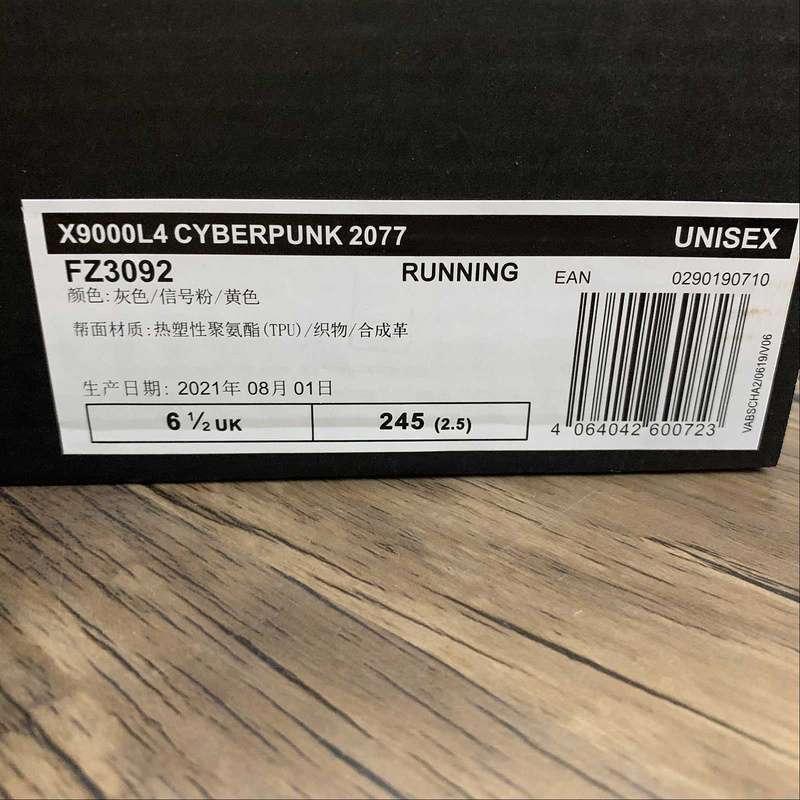 X9000L4 CYBERPUNK 2077 UNISEX
FZ3092 RUNNING EAN 0290190710
颜色:灰色/信号粉/黄色
帮面材质:热塑性聚氨酯(TPU)/织物/合成革
生产日期: 2021年 08月 01日
6 ½ UK 245 (2.5)
4 064042 600723
VABSCHA2/0619/V06